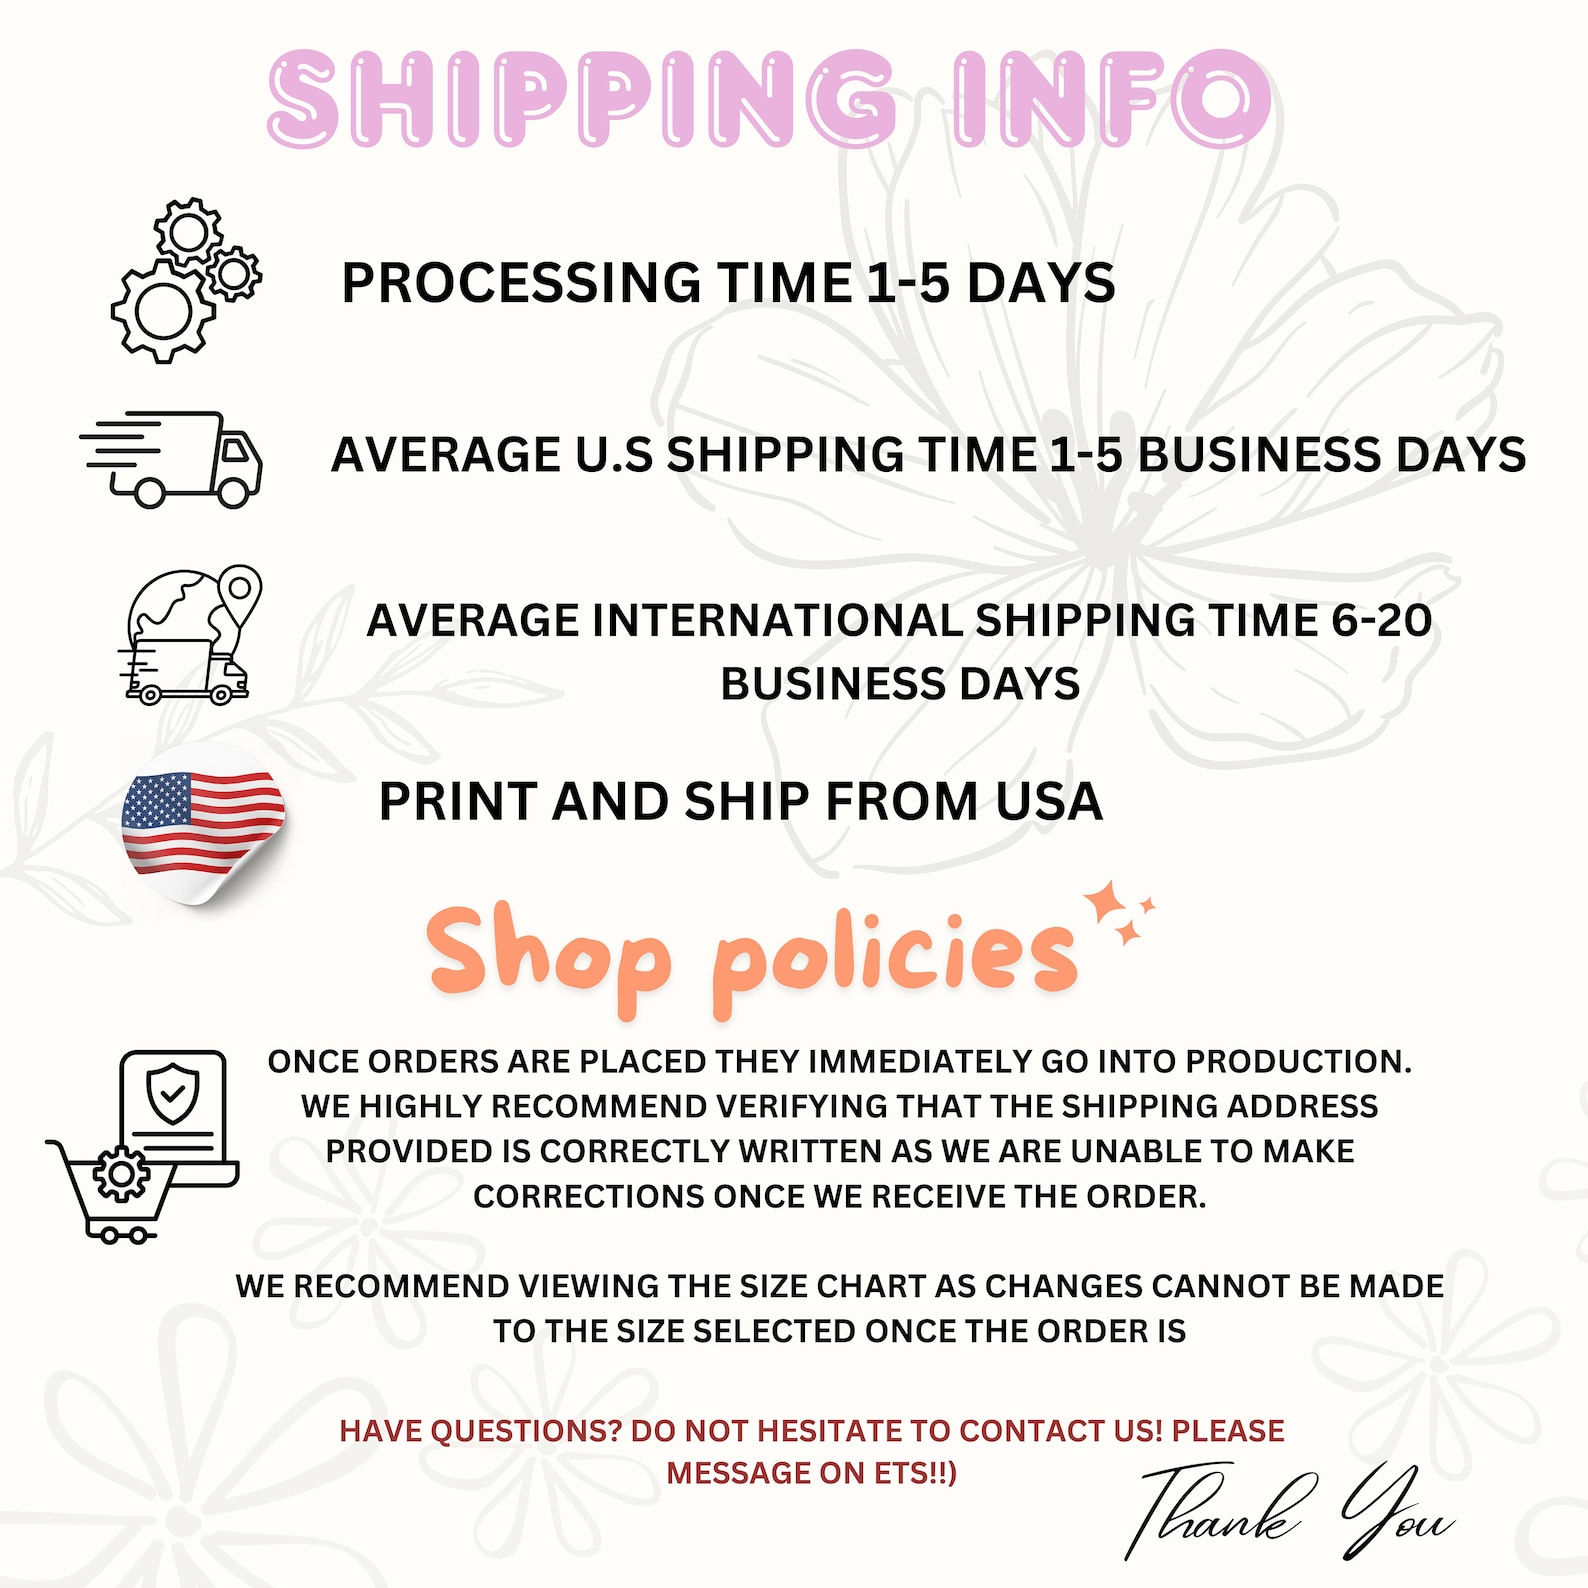 SHIPPING INFO
PROCESSING TIME 1-5 DAYS
AVERAGE U.S SHIPPING TIME 1-5 BUSINESS DAYS
AVERAGE INTERNATIONAL SHIPPING TIME 6-20
BUSINESS DAYS
PRINT AND SHIP FROM USA
Shop policies
ONCE ORDERS ARE PLACED THEY IMMEDIATELY GO INTO PRODUCTION.
WE HIGHLY RECOMMEND VERIFYING THAT THE SHIPPING ADDRESS
PROVIDED IS CORRECTLY WRITTEN AS WE ARE UNABLE TO MAKE
CORRECTIONS ONCE WE RECEIVE THE ORDER.
WE RECOMMEND VIEWING THE SIZE CHART AS CHANGES CANNOT BE MADE
TO THE SIZE SELECTED ONCE THE ORDER IS
HAVE QUESTIONS? DO NOT HESITATE TO CONTACT US! PLEASE
MESSAGE ON ETS!!)
Thank You